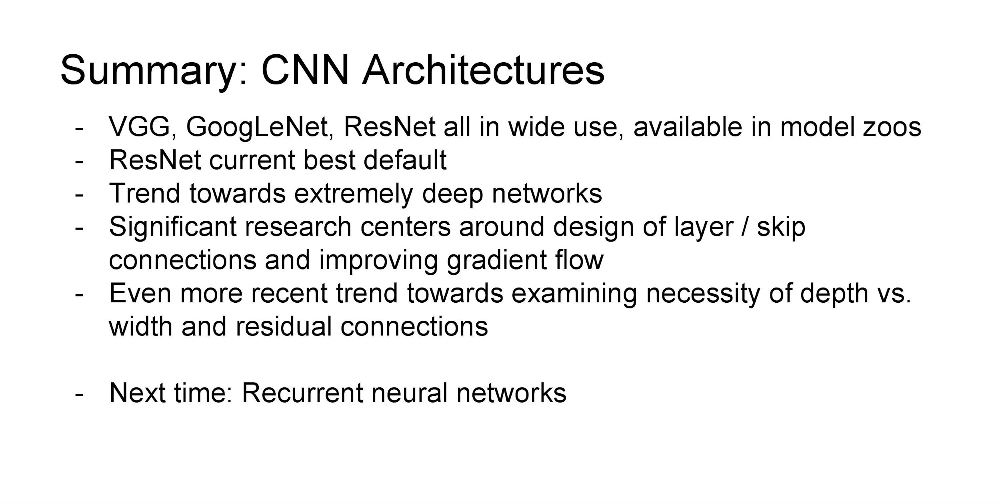 Summary: CNN Architectures
- VGG, GoogLeNet, ResNet all in wide use, available in model zoos
- ResNet current best default
- Trend towards extremely deep networks
- Significant research centers around design of layer / skip
connections and improving gradient flow
- Even more recent trend towards examining necessity of depth vs.
width and residual connections
- Next time: Recurrent neural networks